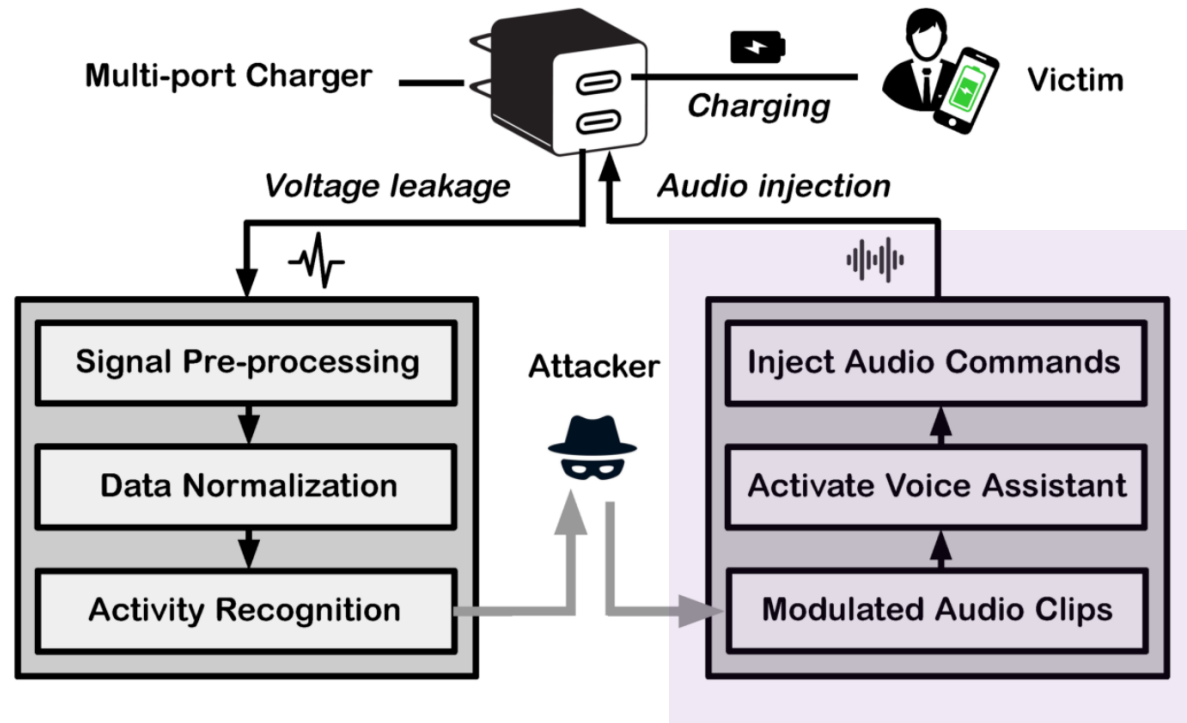 Multi-port Charger
Charging
Victim
Voltage leakage
Audio injection
Signal Pre-processing
Data Normalization
Activity Recognition
Attacker
Inject Audio Commands
Activate Voice Assistant
Modulated Audio Clips